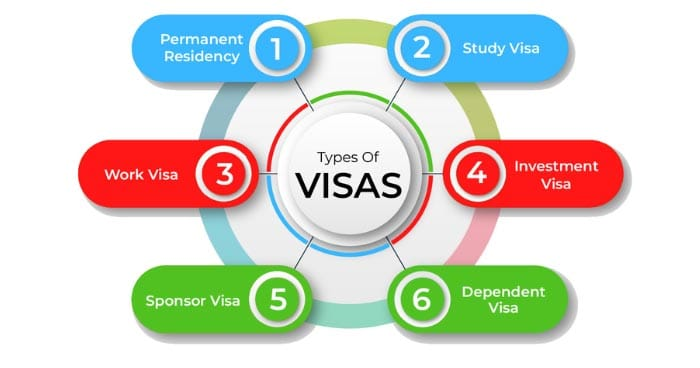 Permanent
Residency
1
2
Study Visa
Work Visa
3
Types Of
VISAS
4
Investment
Visa
Sponsor Visa
5
6
Dependent
Visa